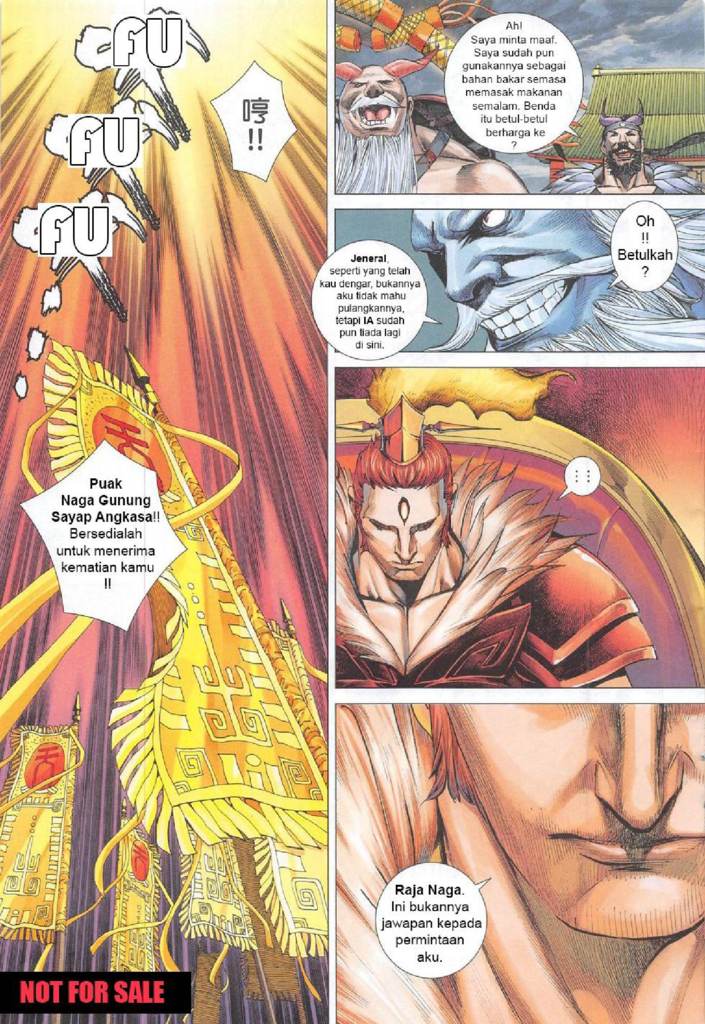 Ah!
Saya minta maaf.
Saya sudah pun
gunakannya sebagai
bahan bakar semasa
memasak makanan
semalam. Benda
itu betul-betul
berharga ke
?
Oh
!!
Betulkah
?
Jeneral,
seperti yang telah
kau dengar, bukannya
aku tidak mahu
pulangkannya,
tetapi IA sudah
pun tiada lagi
di sini.
⋮⋮
Raja Naga.
Ini bukannya
jawapan kepada
permintaan
aku.
FU
FU
FU
哼
!!
Puak
Naga Gunung
Sayap Angkasa!!
Bersedialah
untuk menerima
kematian kamu
!!
NOT FOR SALE